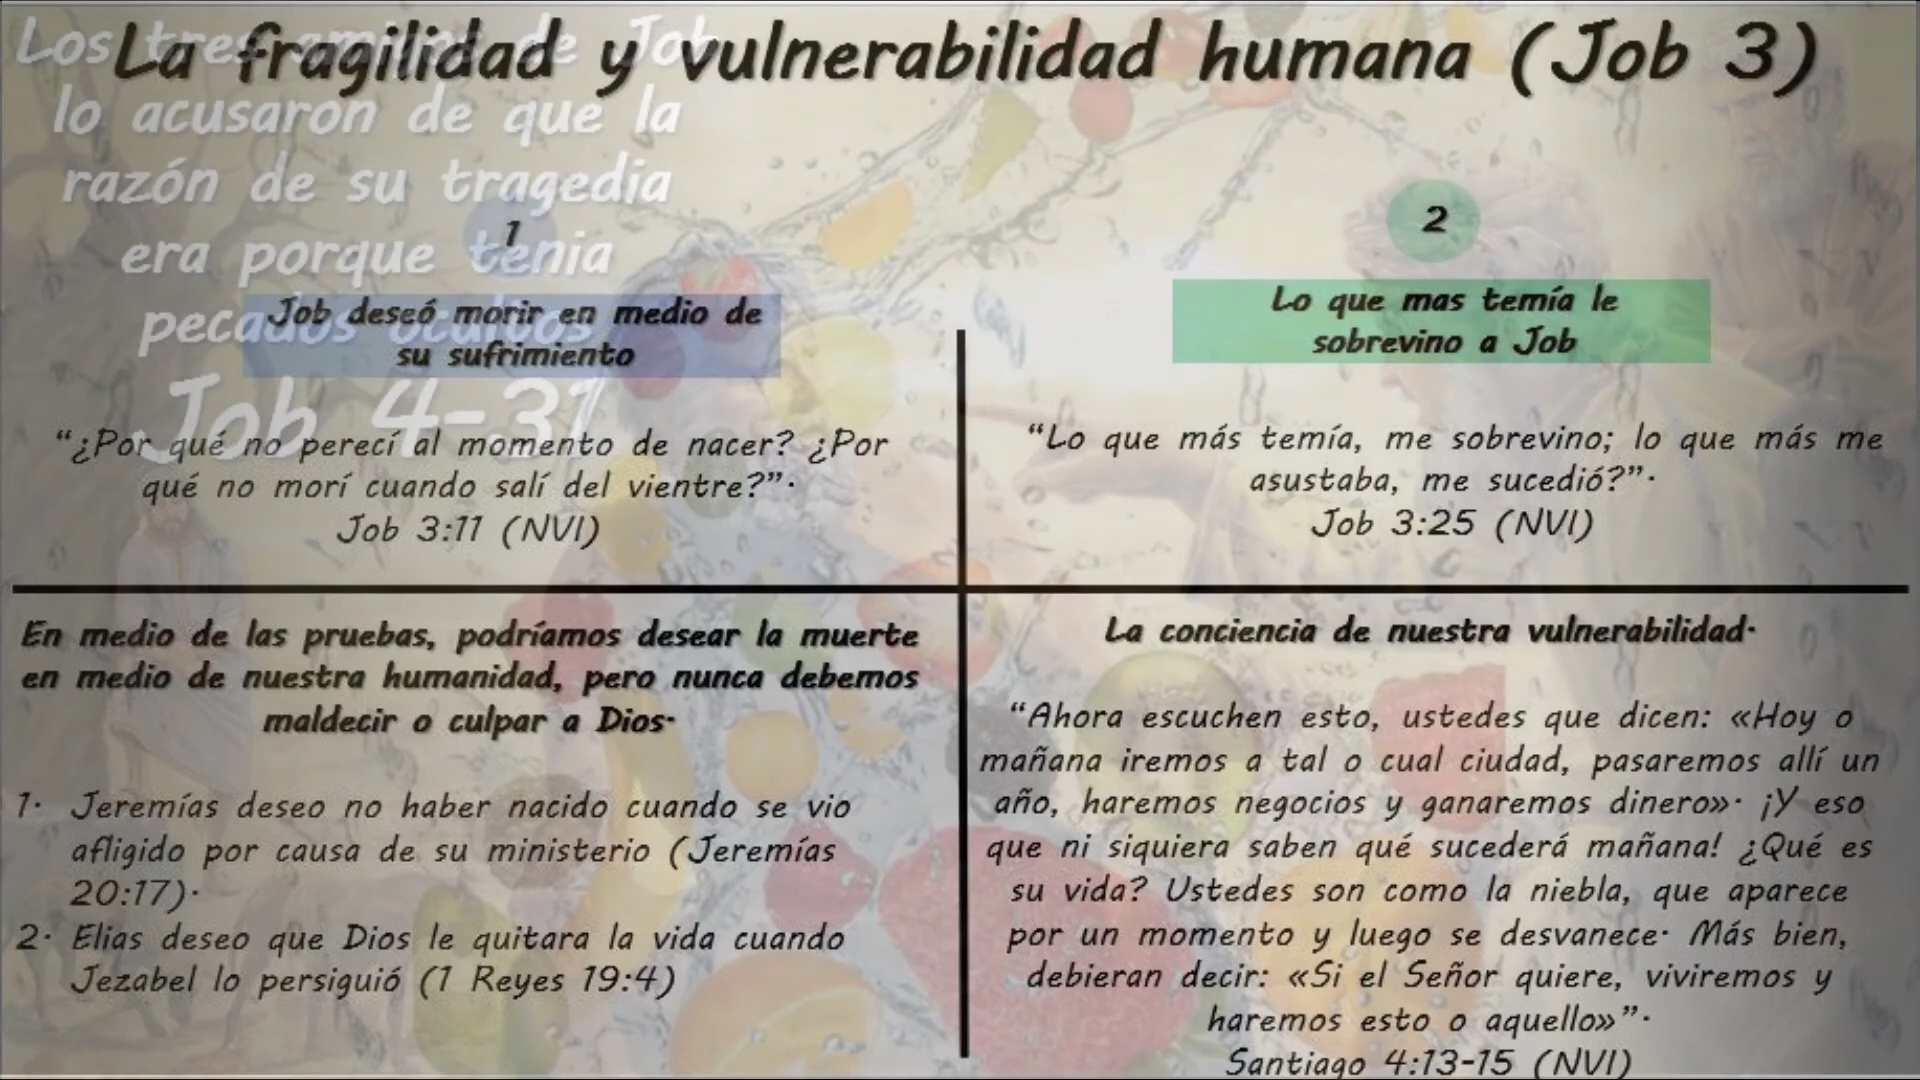 La fragilidad y vulnerabilidad humana (Job 3)
Los tres amigos de Job
lo acusaron de que la
razón de su tragedia
era porque tenia
pecados ocultos
Job 4-31
1
Job deseó morir en medio de
su sufrimiento
“¿Por qué no perecí al momento de nacer? ¿Por
qué no morí cuando salí del vientre?”.
Job 3:11 (NVI)
En medio de las pruebas, podríamos desear la muerte
en medio de nuestra humanidad, pero nunca debemos
maldecir o culpar a Dios.
1. Jeremías deseo no haber nacido cuando se vio
afligido por causa de su ministerio (Jeremías
20:17).
2. Elias deseo que Dios le quitara la vida cuando
Jezabel lo persiguió (1 Reyes 19:4)
2
Lo que mas temía le
sobrevino a Job
“Lo que más temía, me sobrevino; lo que más me
asustaba, me sucedió?”.
Job 3:25 (NVI)
La conciencia de nuestra vulnerabilidad.
“Ahora escuchen esto, ustedes que dicen: «Hoy o
mañana iremos a tal o cual ciudad, pasaremos allí un
año, haremos negocios y ganaremos dinero». ¡Y eso
que ni siquiera saben qué sucederá mañana! ¿Qué es
su vida? Ustedes son como la niebla, que aparece
por un momento y luego se desvanece. Más bien,
debieran decir: «Si el Señor quiere, viviremos y
haremos esto o aquello»”.
Santiago 4:13-15 (NVI)